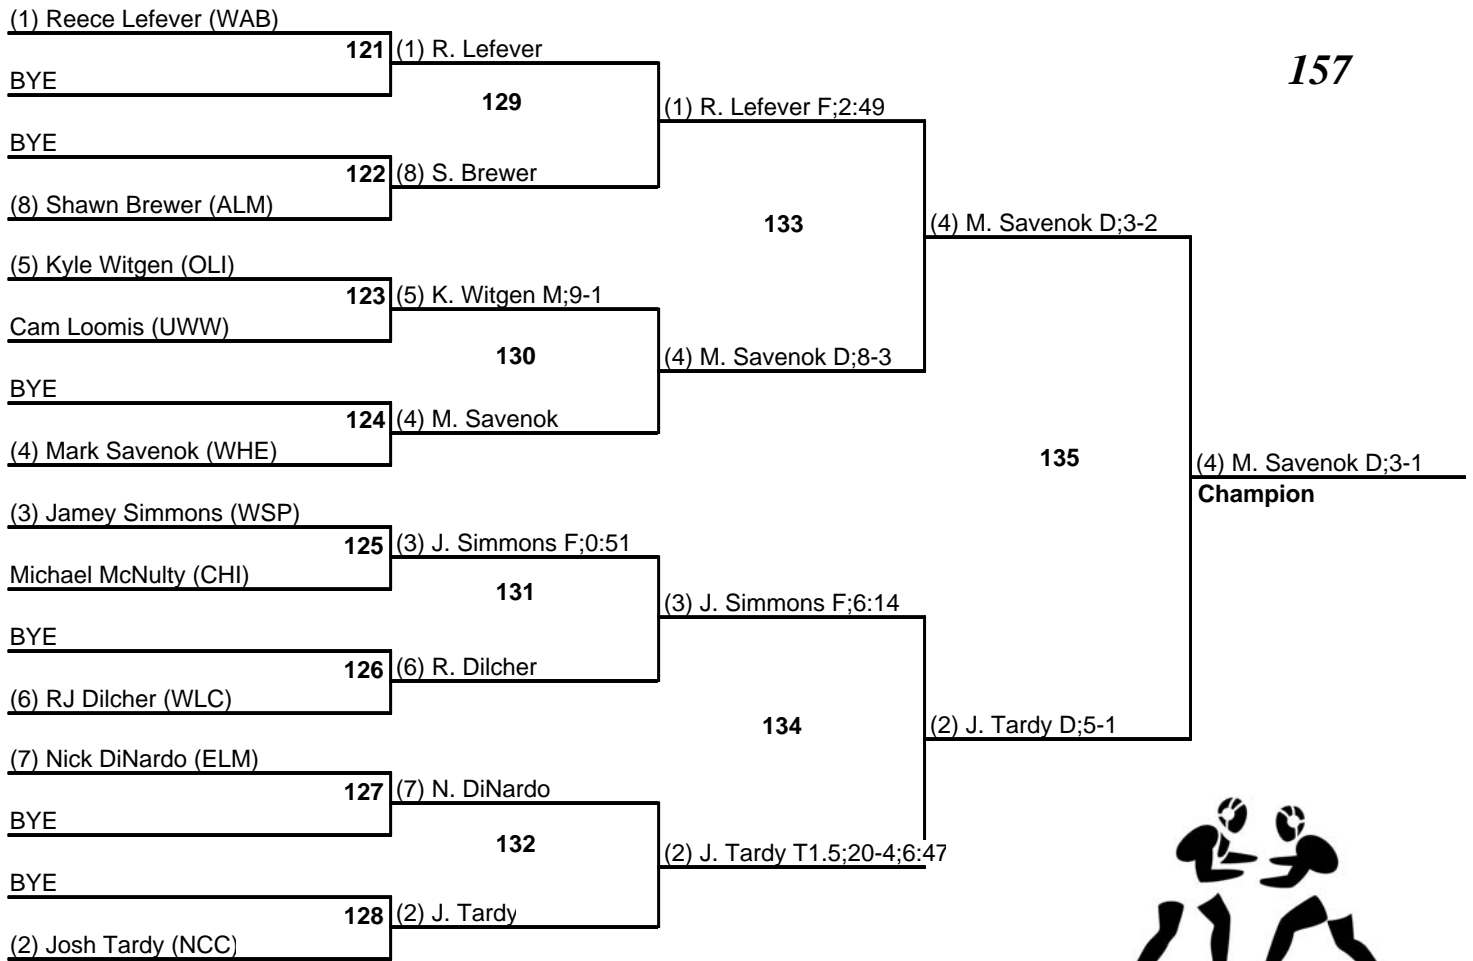 (1) Reece Lefever (WAB)
121
(1) R. Lefever
157
BYE
129
(1) R. Lefever F;2:49
BYE
122
(8) S. Brewer
(8) Shawn Brewer (ALM)
133
(4) M. Savenok D;3-2
(5) Kyle Witgen (OLI)
123
(5) K. Witgen M;9-1
Cam Loomis (UWW)
130
(4) M. Savenok D;8-3
BYE
124
(4) M. Savenok
(4) Mark Savenok (WHE)
135
(4) M. Savenok D;3-1
Champion
(3) Jamey Simmons (WSP)
125
(3) J. Simmons F;0:51
Michael McNulty (CHI)
131
(3) J. Simmons F;6:14
BYE
126
(6) R. Dilcher
(6) RJ Dilcher (WLC)
134
(2) J. Tardy D;5-1
(7) Nick DiNardo (ELM)
127
(7) N. DiNardo
BYE
132
(2) J. Tardy T1.5;20-4;6:47
BYE
128
(2) J. Tardy
(2) Josh Tardy (NCC)